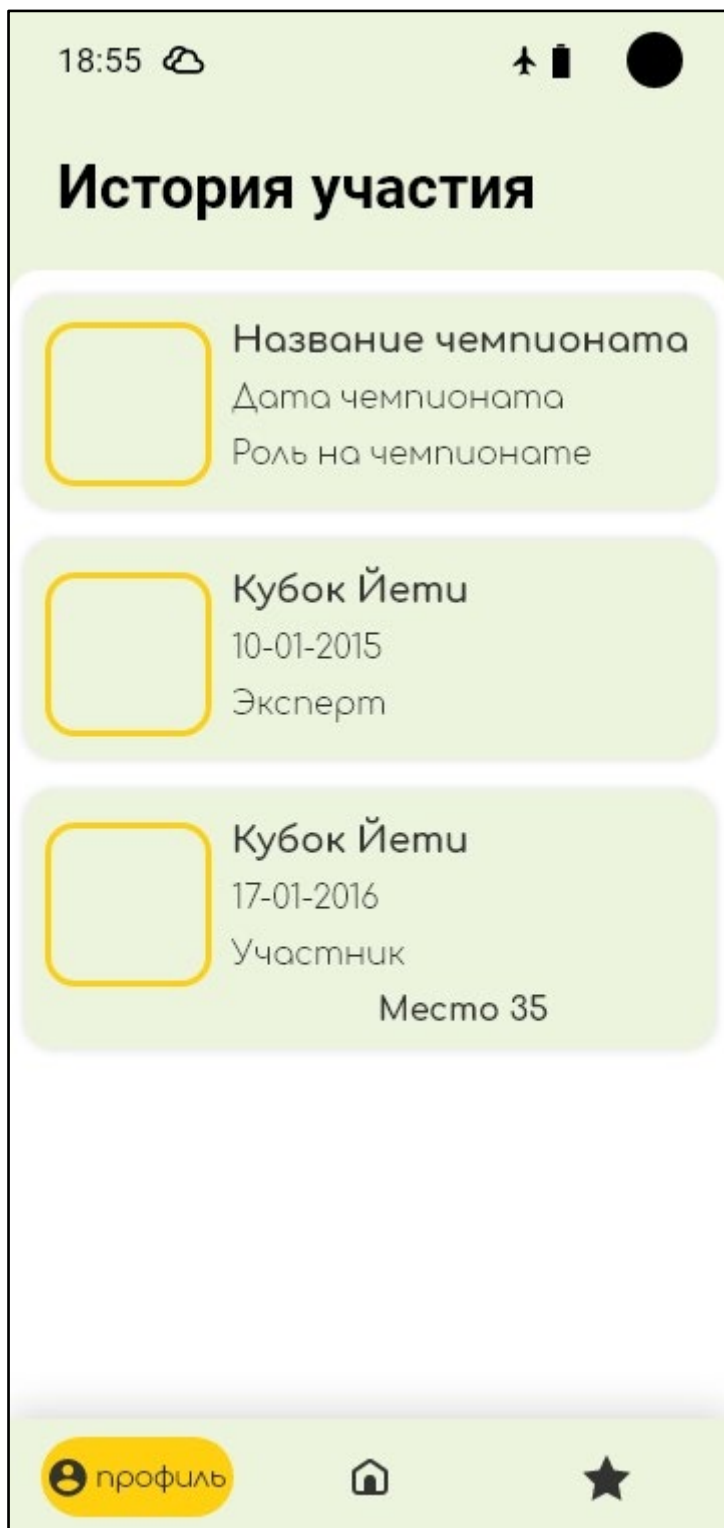 18:55
История участия
Название чемпионата
Дата чемпионата
Роль на чемпионате
Кубок Йети
10-01-2015
Эксперт
Кубок Йети
17-01-2016
Участник
Место 35
профиль